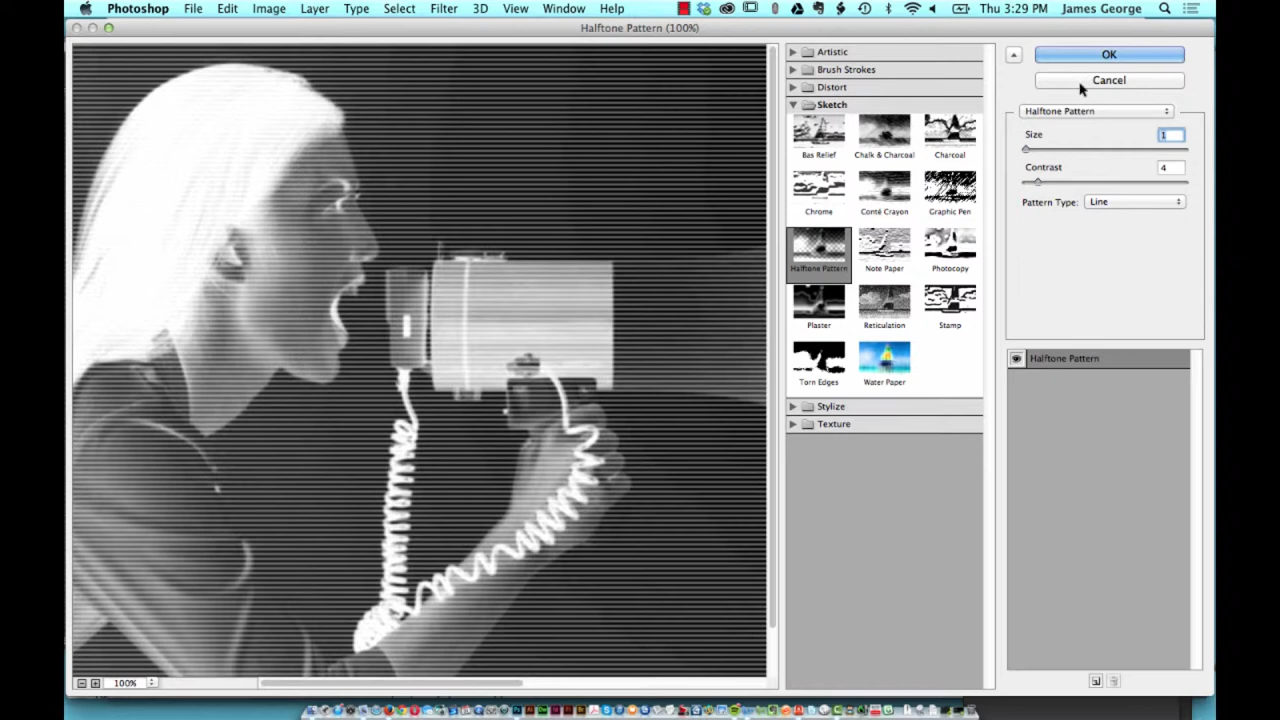 Photoshop File Edit Image Layer Type Select Filter 3D View Window Help Thu 3:29 PM James George
Halftone Pattern (100%)
Artistic
Brush Strokes
Distort
Sketch
Bas Relief Chalk & Charcoal Charcoal
Chrome Conté Crayon Graphic Pen
Halftone Pattern Note Paper Photocopy
Plaster Reticulation Stamp
Torn Edges Water Paper
Stylize
Texture
OK
Cancel
Halftone Pattern
Size 1
Contrast 4
Pattern Type: Line
Halftone Pattern
100%